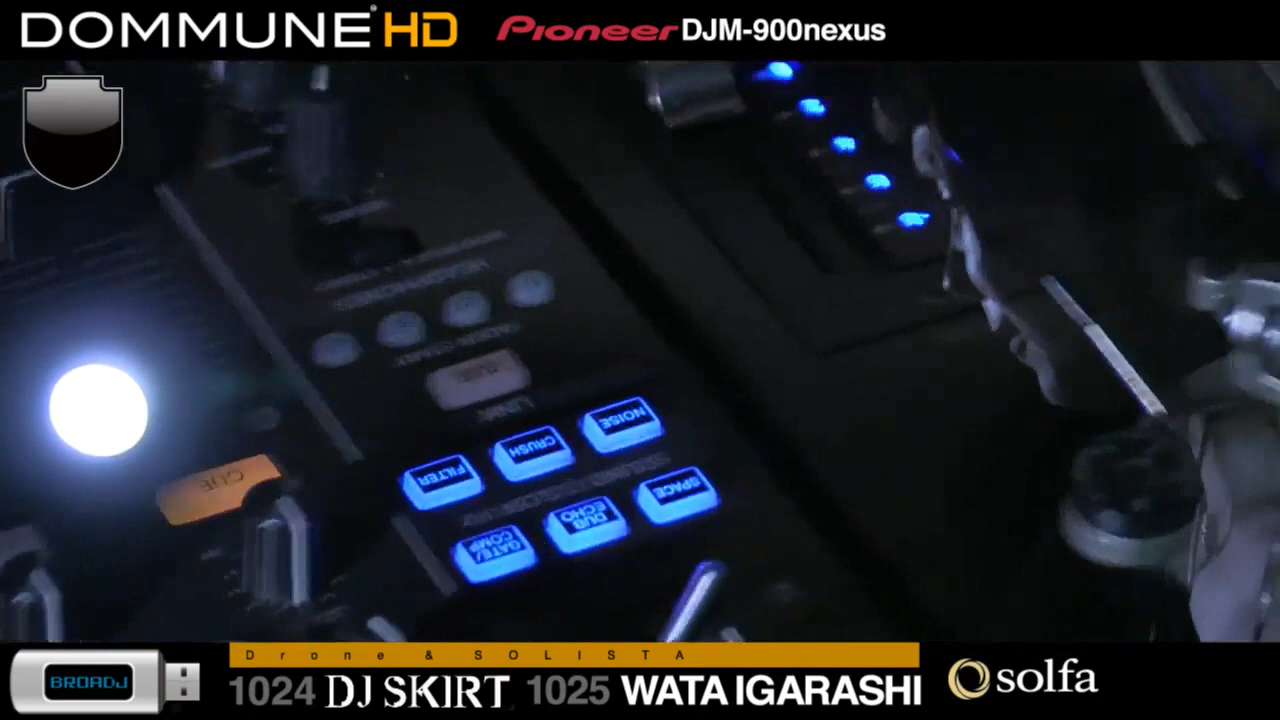 DOMMUNE HD Pioneer DJM-900nexus
CUE
NOISE
CRUSH
FILTER
SPACE
DUB
ECHO
GATE/
COMP
Drone & SOLISTA
BROADJ 1024 DJ SKIRT 1025 WATA IGARASHI solfa